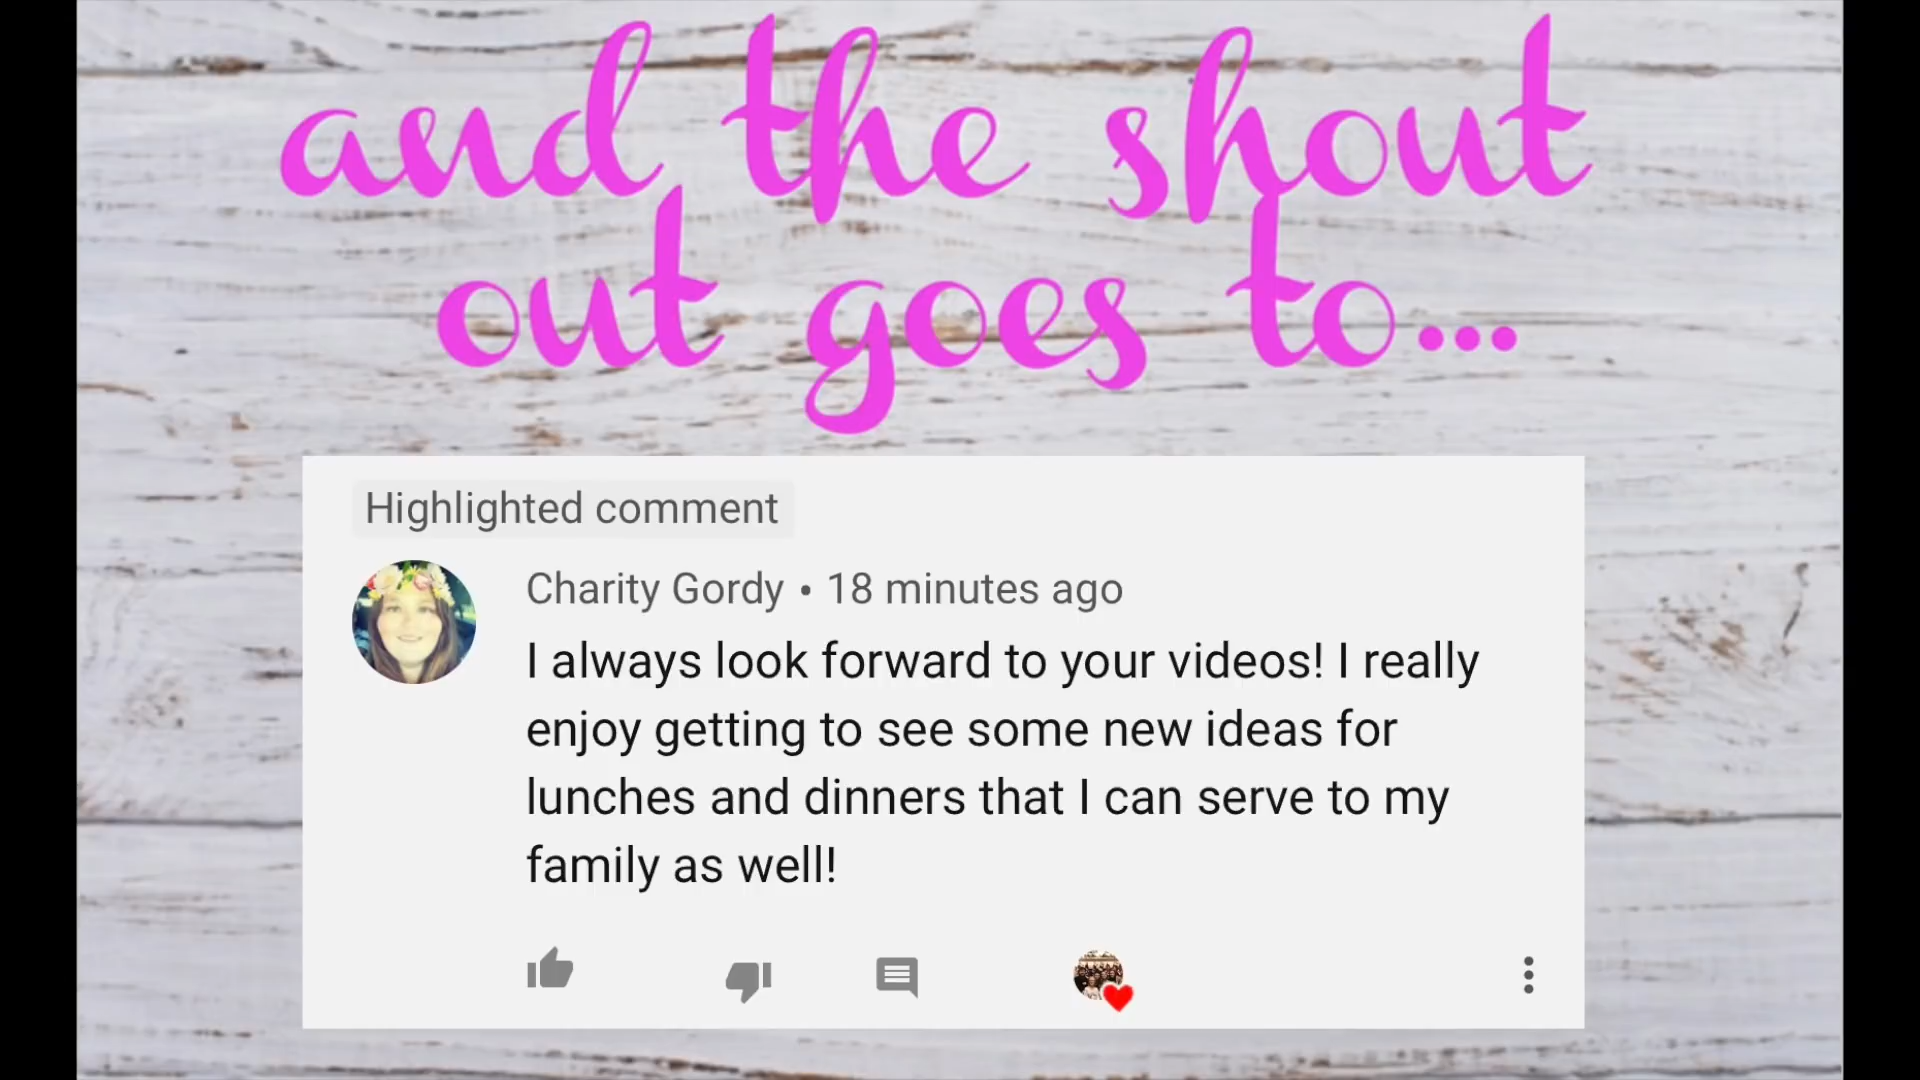 and the shout
out goes to...
Highlighted comment
Charity Gordy • 18 minutes ago
I always look forward to your videos! I really
enjoy getting to see some new ideas for
lunches and dinners that I can serve to my
family as well!